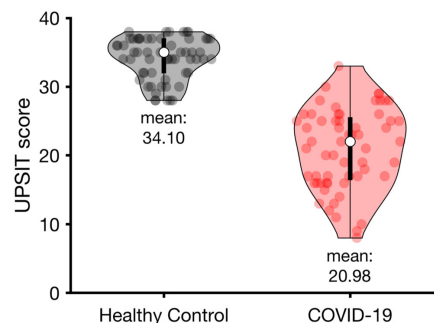 40
30
20
10
0
UPSIT score
mean:
34.10
mean:
20.98
Healthy Control
COVID-19